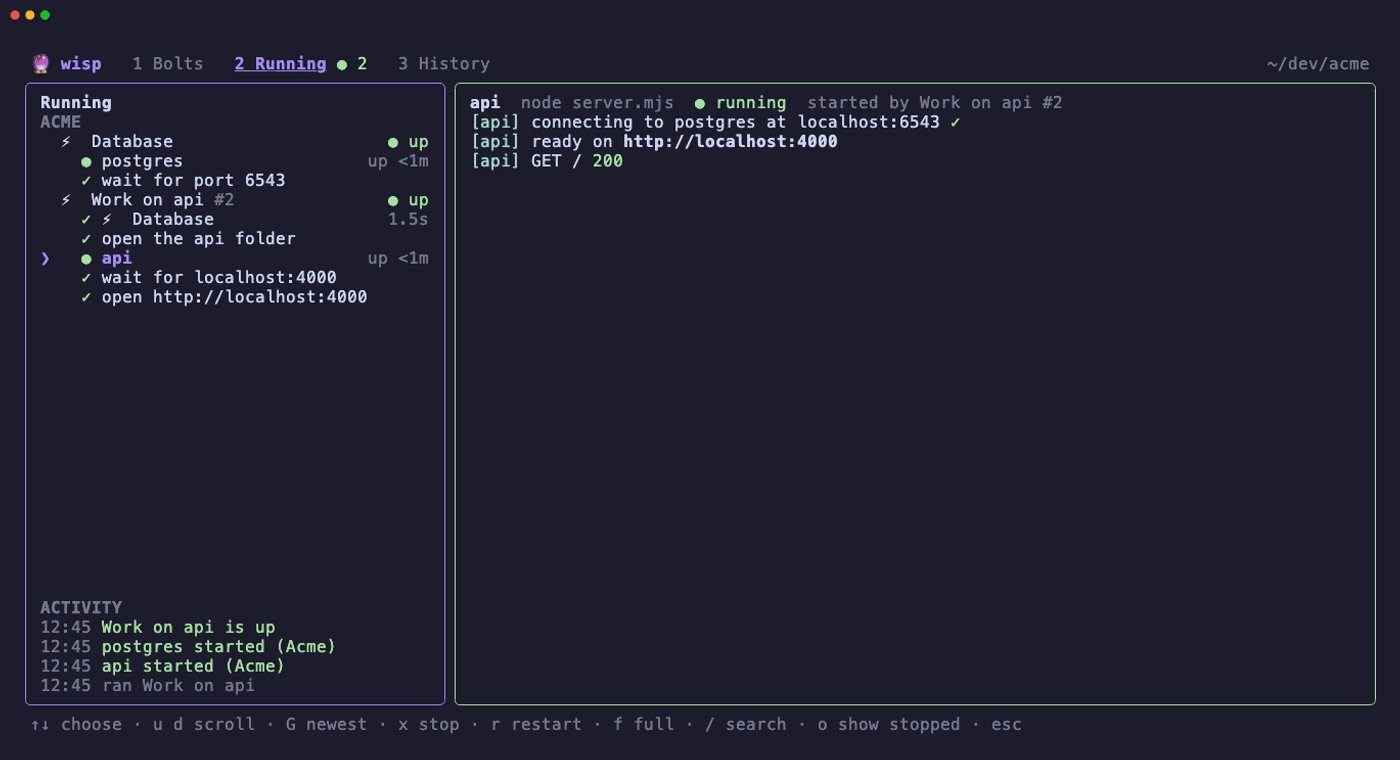 🔮 wisp 1 Bolts 2 Running ● 2 3 History ~/dev/acme
Running
ACME
⚡ Database ● up
● postgres up <1m
✓ wait for port 6543
⚡ Work on api #2 ● up
✓ ⚡ Database 1.5s
✓ open the api folder
❯ ● api up <1m
✓ wait for localhost:4000
✓ open http://localhost:4000
ACTIVITY
12:45 Work on api is up
12:45 postgres started (Acme)
12:45 api started (Acme)
12:45 ran Work on api
api node server.mjs ● running started by Work on api #2
[api] connecting to postgres at localhost:6543 ✓
[api] ready on http://localhost:4000
[api] GET / 200
↑↓ choose · u d scroll · G newest · x stop · r restart · f full · / search · o show stopped · esc